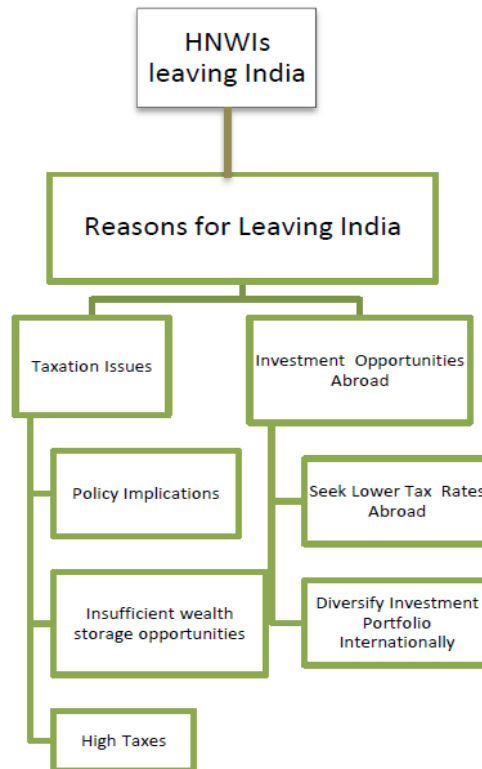 HNWIs
leaving India
Reasons for Leaving India
Taxation Issues
Investment Opportunities
Abroad
Policy Implications
Seek Lower Tax Rates
Abroad
Insufficient wealth
storage opportunities
Diversify Investment
Portfolio
Internationally
High Taxes